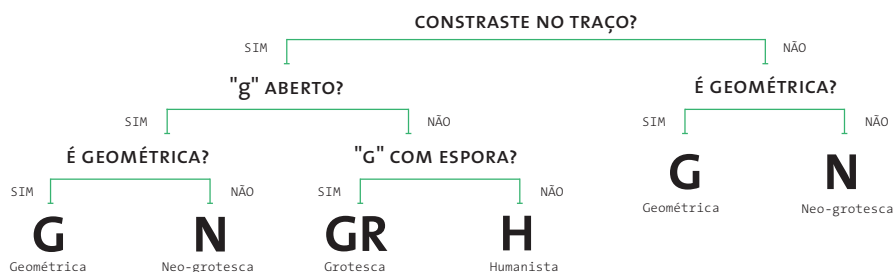 CONSTRASTE NO TRAÇO?
SIM NÃO
"g" ABERTO? É GEOMÉTRICA?
SIM NÃO SIM NÃO
É GEOMÉTRICA? "G" COM ESPORA?
G N
SIM NÃO SIM NÃO
Geométrica Neo-grotesca
G N GR H
Geométrica Neo-grotesca Grotesca Humanista